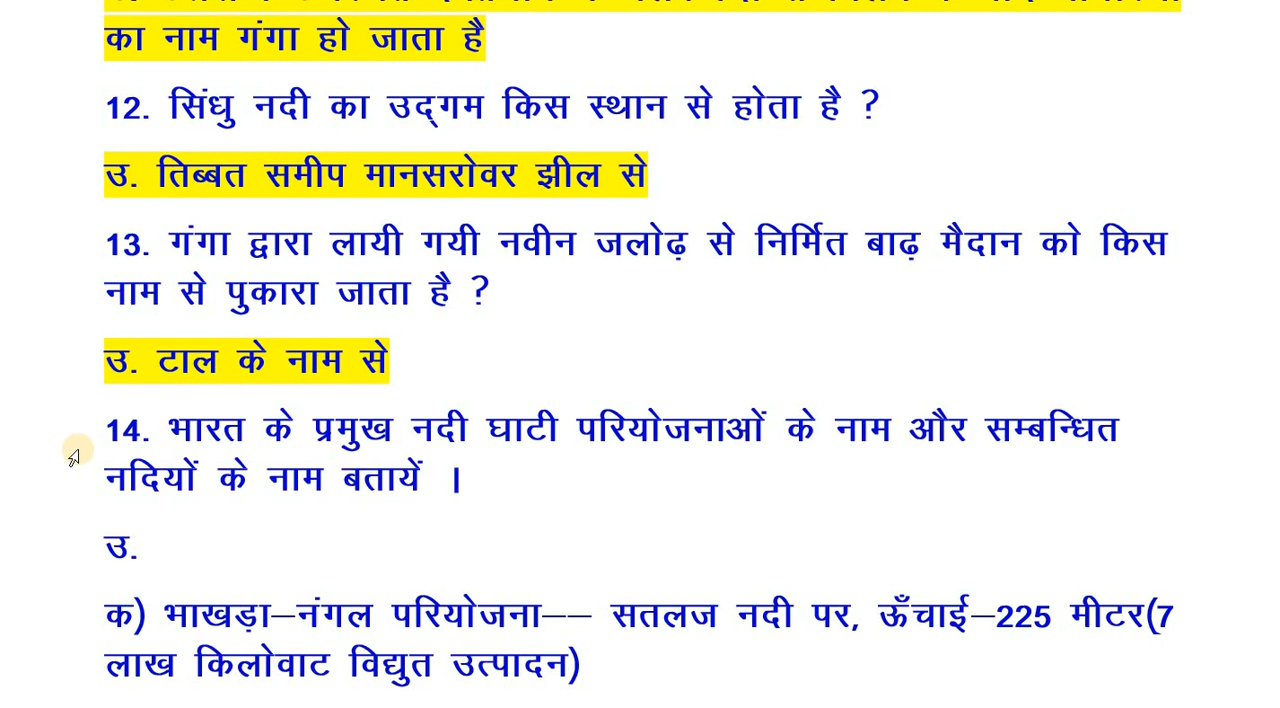 का नाम गंगा हो जाता है
12. सिंधु नदी का उद्‌गम किस स्थान से होता है ?
उ. तिब्बत समीप मानसरोवर झील से
13. गंगा द्वारा लायी गयी नवीन जलोढ़ से निर्मित बाढ़ मैदान को किस
नाम से पुकारा जाता है ?
उ. टाल के नाम से
14. भारत के प्रमुख नदी घाटी परियोजनाओं के नाम और सम्बन्धित
नदियों के नाम बतायें ।
उ.
क) भाखड़ा–नंगल परियोजना–– सतलज नदी पर, ऊँचाई–225 मीटर(7
लाख किलोवाट विद्युत उत्पादन)